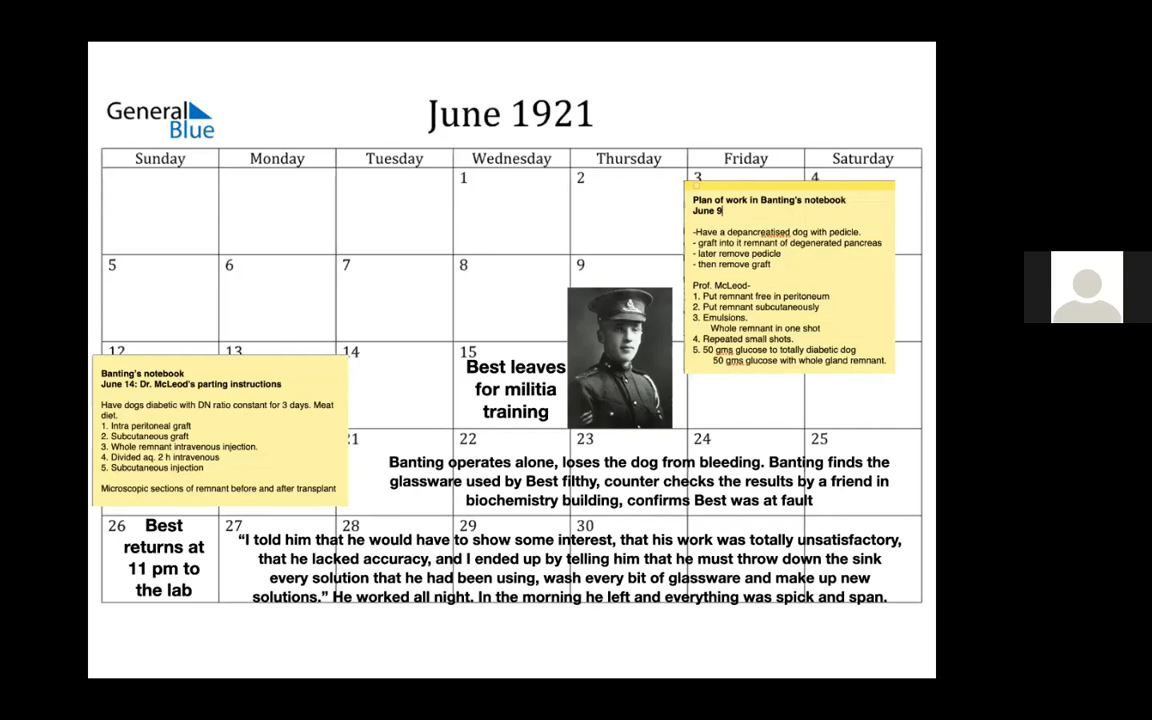 General
Blue
June 1921
Sunday Monday Tuesday Wednesday Thursday Friday Saturday
1 2 3 4
Plan of work in Banting's notebook
June 9
-Have a depancreatised dog with pedicle.
- graft into it remnant of degenerated pancreas
- later remove pedicle
- then remove graft
Prof. McLeod-
1. Put remnant free in peritoneum
2. Put remnant subcutaneously
3. Emulsions.
Whole remnant in one shot
4. Repeated small shots.
5. 50 gms glucose to totally diabetic dog
50 gms glucose with whole gland remnant.
5 6 7 8 9
12 13 14 15
Best leaves
for militia
training
Banting's notebook
June 14: Dr. McLeod's parting instructions
Have dogs diabetic with DN ratio constant for 3 days. Meat
diet.
1. Intra peritoneal graft
2. Subcutaneous graft
3. Whole remnant intravenous injection.
4. Divided aq. 2 h intravenous
5. Subcutaneous injection
Microscopic sections of remnant before and after transplant
21 22 23 24 25
Banting operates alone, loses the dog from bleeding. Banting finds the
glassware used by Best filthy, counter checks the results by a friend in
biochemistry building, confirms Best was at fault
26 27 28 29 30
Best
returns at
11 pm to
the lab
“I told him that he would have to show some interest, that his work was totally unsatisfactory,
that he lacked accuracy, and I ended up by telling him that he must throw down the sink
every solution that he had been using, wash every bit of glassware and make up new
solutions.” He worked all night. In the morning he left and everything was spick and span.